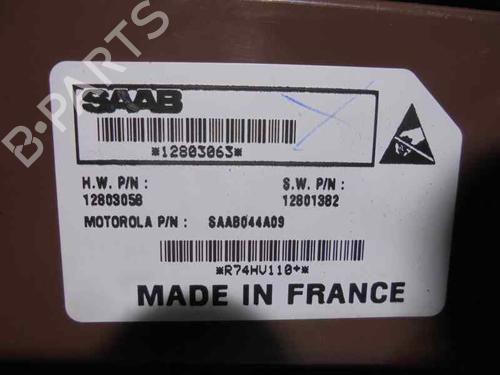 B-PARTS
SAAB
*12803063*
H.W. P/N :
12803058
S.W. P/N :
12801382
MOTOROLA P/N : SAAB044A09
*R74HV110+*
MADE IN FRANCE